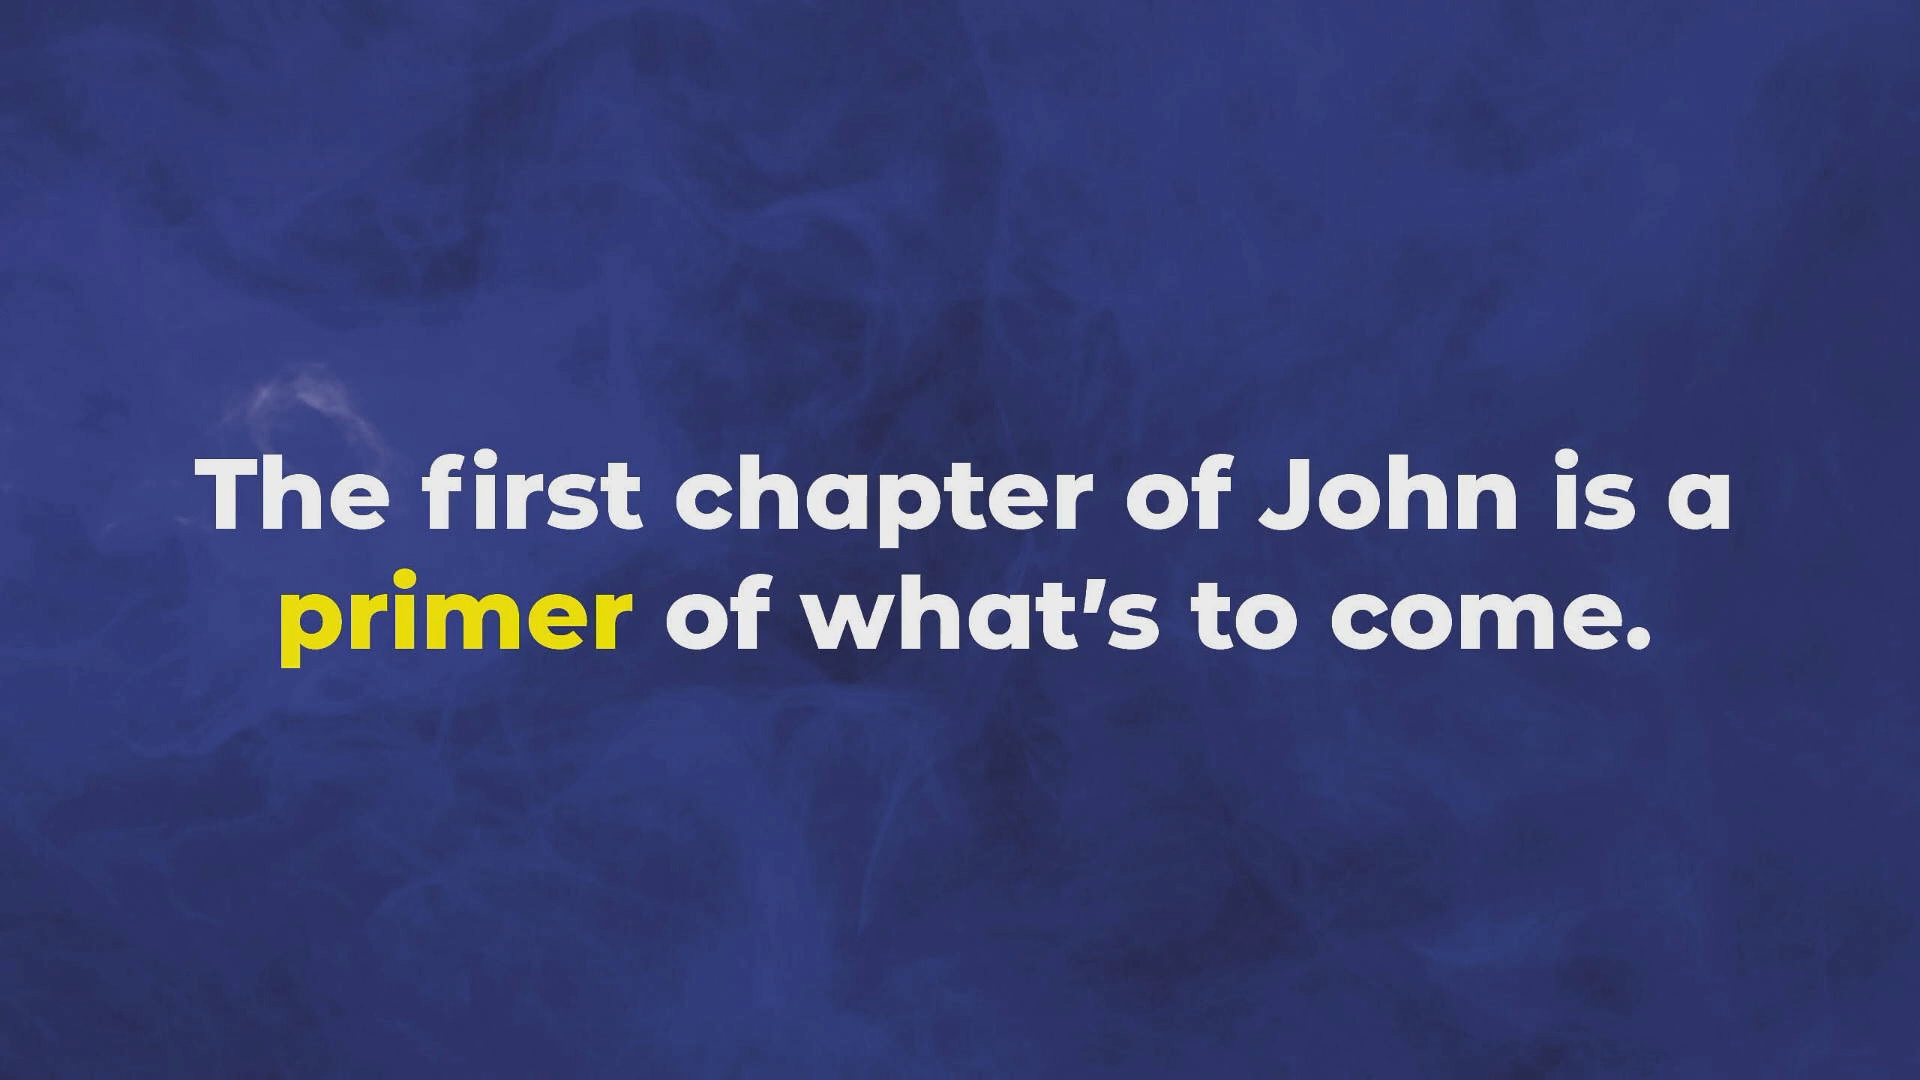 The first chapter of John is a
primer of what's to come.